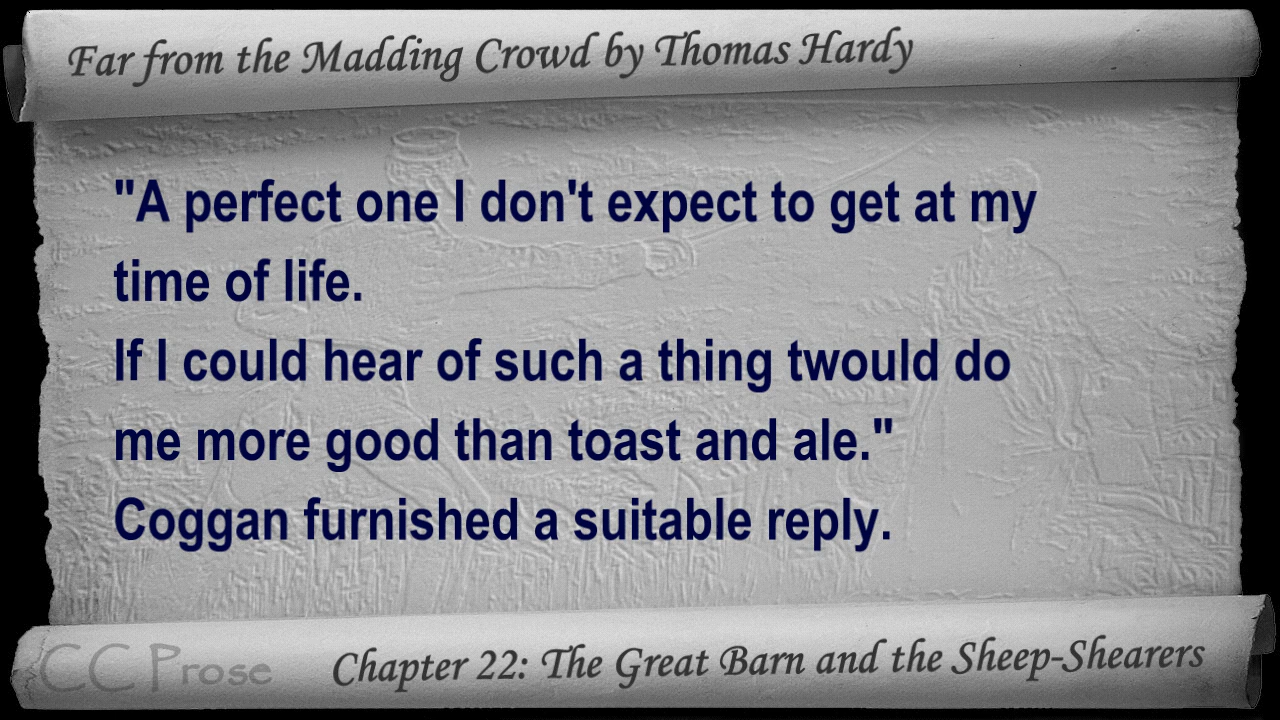 Far from the Madding Crowd by Thomas Hardy
"A perfect one I don't expect to get at my
time of life.
If I could hear of such a thing twould do
me more good than toast and ale."
Coggan furnished a suitable reply.
CC Prose
Chapter 22: The Great Barn and the Sheep-Shearers